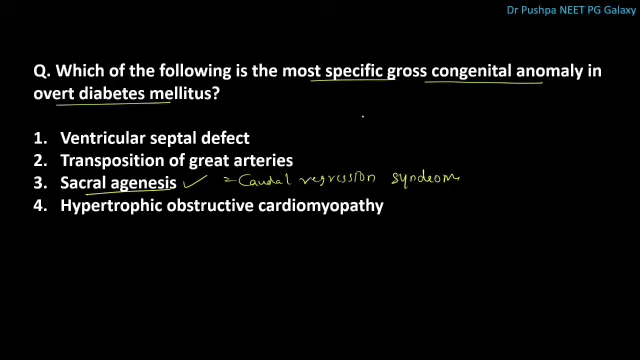 Dr Pushpa NEET PG Galaxy
Q. Which of the following is the most specific gross congenital anomaly in
overt diabetes mellitus?
1. Ventricular septal defect
2. Transposition of great arteries
3. Sacral agenesis ✓ = Caudal regression syndeome
4. Hypertrophic obstructive cardiomyopathy